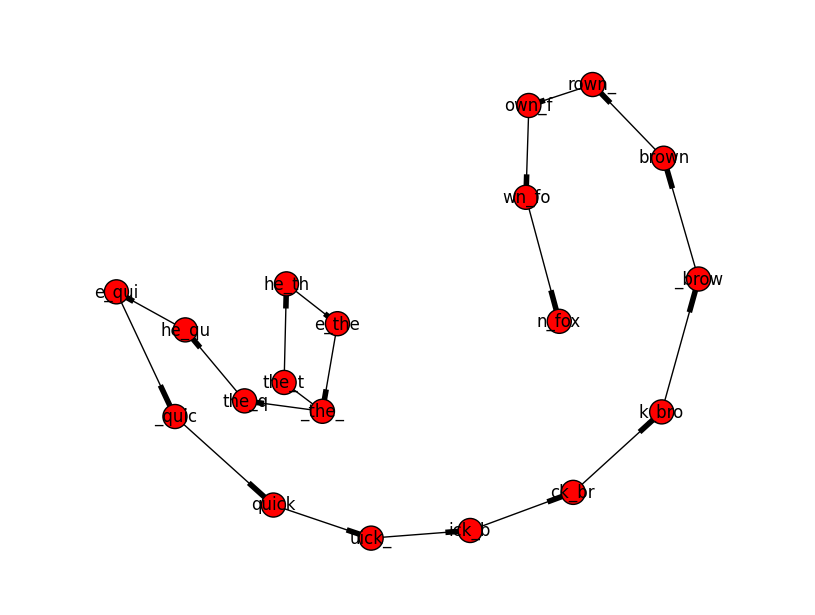 rown_
own_f
brown
wn_fo
_brow
he_th
e_qui
n_fox
e_the
he_qu
the_t
the_q
_the_
k_bro
_quic
ck_br
quick
ick_b
uick_